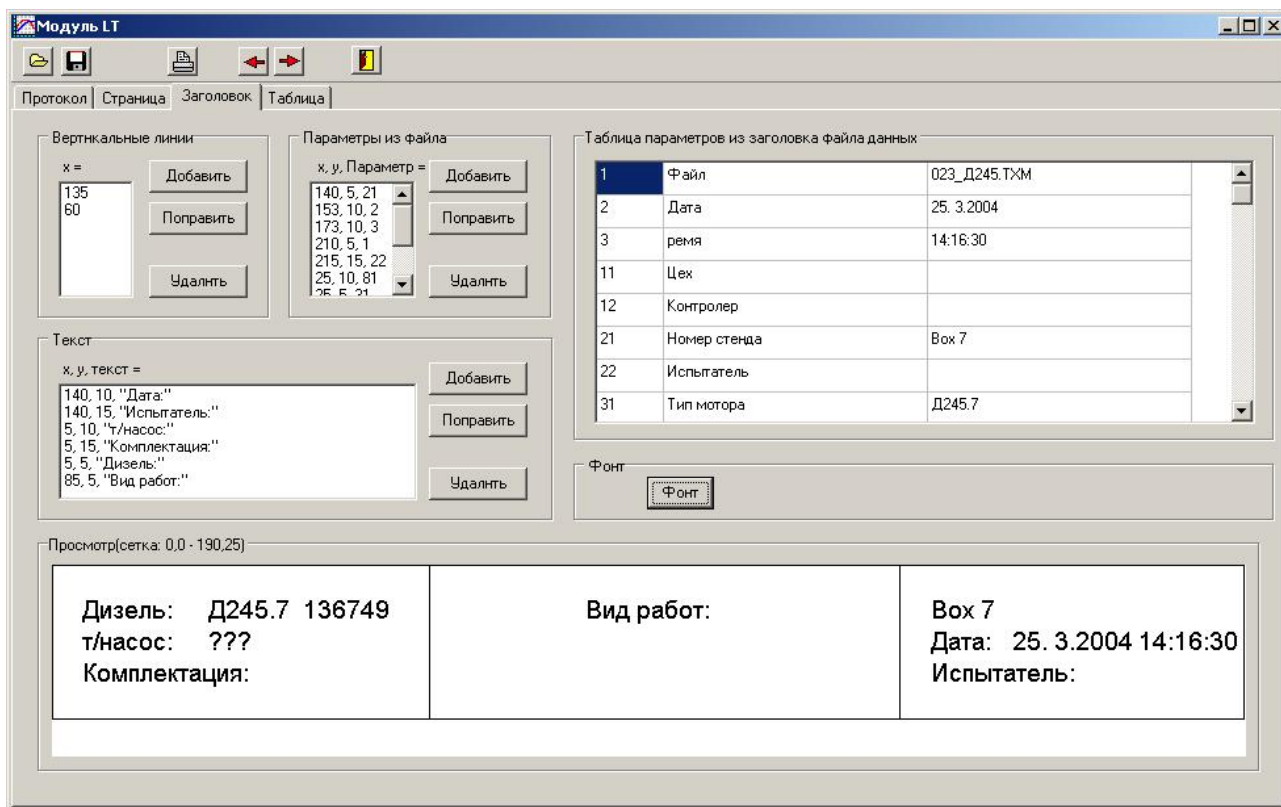 Модуль LT
Протокол Страница Заголовок Таблица
Вертнкальные линии
x =
135
60
Добавить
Поправить
Удалнть
Параметры из файла
x, y, Параметр =
140, 5, 21
153, 10, 2
173, 10, 3
210, 5, 1
215, 15, 22
25, 10, 81
25, 5, 31
Добавить
Поправить
Удалнть
Таблица параметров из заголовка файла данных
1 Файл 023_Д245.ТХМ
2 Дата 25. 3.2004
3 ремя 14:16:30
11 Цех
12 Контролер
21 Номер стенда Box 7
22 Испытатель
31 Тип мотора Д245.7
Текст
x, y, текст =
140, 10, "Дата:"
140, 15, "Испытатель:"
5, 10, "т/насос:"
5, 15, "Комплектация:"
5, 5, "Дизель:"
85, 5, "Вид работ:"
Добавить
Поправить
Удалнть
Фонт
Фонт
Просмотр(сетка: 0,0 - 190,25)
Дизель: Д245.7 136749
т/насос: ???
Комплектация:
Вид работ:
Box 7
Дата: 25. 3.2004 14:16:30
Испытатель: